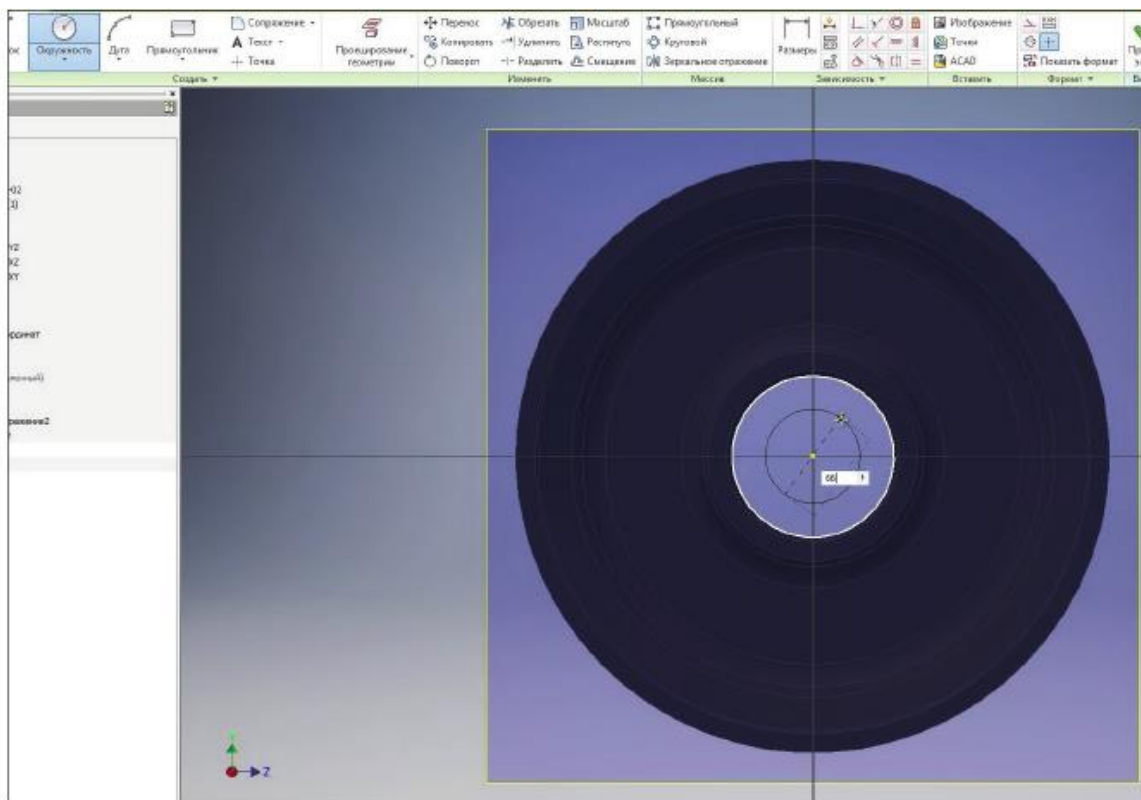 Сопряжение
Перенос
Обрезать
Масштаб
Прямоугольный
Изображение
Окружность
Дуга
Прямоугольник
Текст
Проецирование
геометрии
Копировать
Удлинить
Растянуть
Круговой
Размеры
Точки
Точка
Поворот
Разделить
Смещение
Зеркальное отражение
ACAD
Показать формат
Создать
Изменить
Массив
Зависимость
Вставить
Формат
66
Y
Z